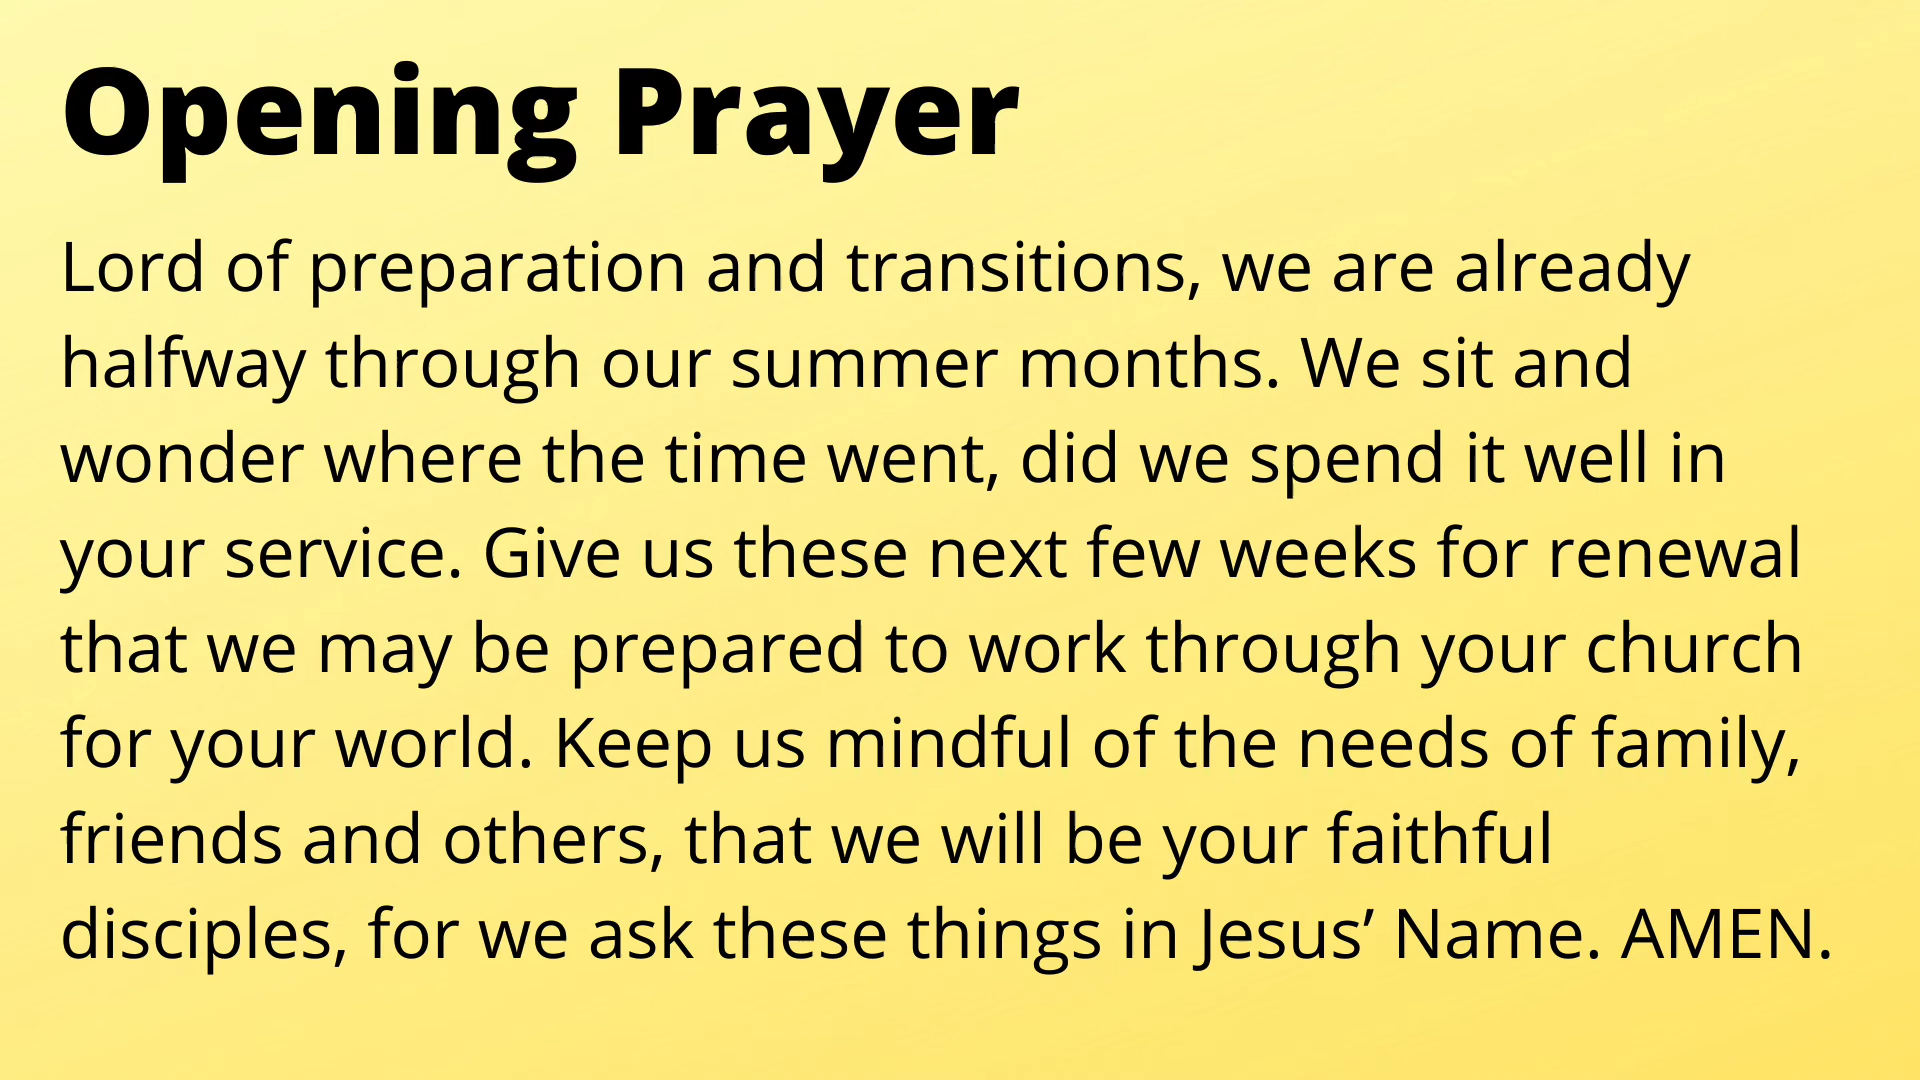 Opening Prayer
Lord of preparation and transitions, we are already
halfway through our summer months. We sit and
wonder where the time went, did we spend it well in
your service. Give us these next few weeks for renewal
that we may be prepared to work through your church
for your world. Keep us mindful of the needs of family,
friends and others, that we will be your faithful
disciples, for we ask these things in Jesus’ Name. AMEN.